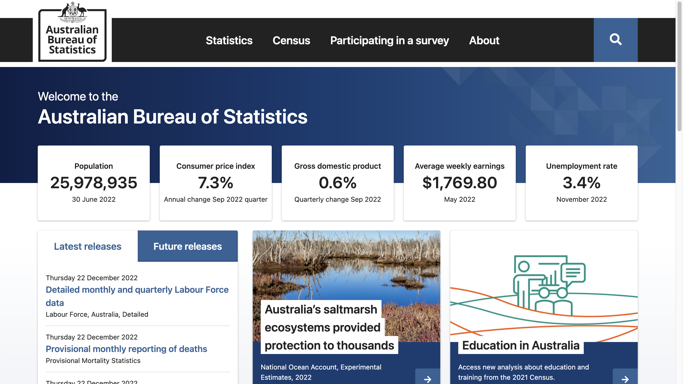 Australian
Bureau of
Statistics
Statistics Census Participating in a survey About
Welcome to the
Australian Bureau of Statistics
Population
25,978,935
30 June 2022
Consumer price index
7.3%
Annual change Sep 2022 quarter
Gross domestic product
0.6%
Quarterly change Sep 2022
Average weekly earnings
$1,769.80
May 2022
Unemployment rate
3.4%
November 2022
Latest releases Future releases
Thursday 22 December 2022
Detailed monthly and quarterly Labour Force
data
Labour Force, Australia, Detailed
Thursday 22 December 2022
Provisional monthly reporting of deaths
Provisional Mortality Statistics
Thursday 22 December 2022
Australia's saltmarsh
ecosystems provided
protection to thousands
National Ocean Account, Experimental
Estimates, 2022
Education in Australia
Access new analysis about education and
training from the 2021 Census.